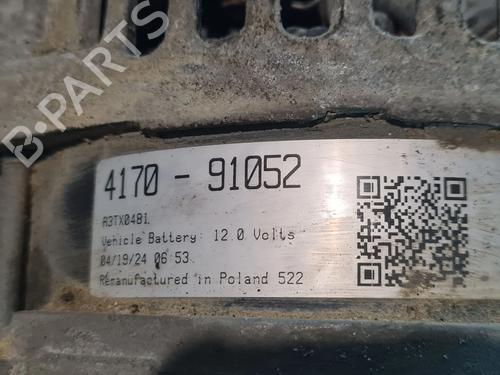 B-PARTS
4170 - 91052
A3TX0481
Vehicle Battery: 12.0 Volts
04/19/24 06:53
Remanufactured in Poland 522